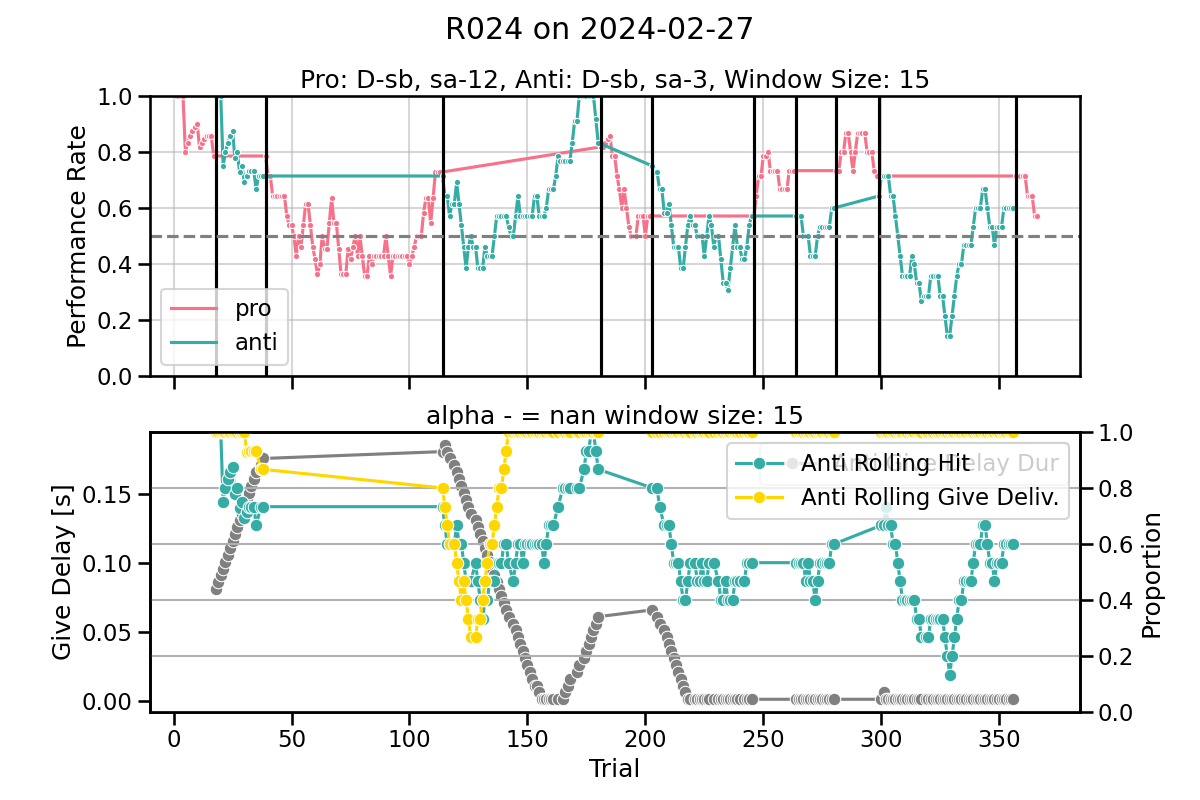 R024 on 2024-02-27
Pro: D-sb, sa-12, Anti: D-sb, sa-3, Window Size: 15
Performance Rate
1.0
0.8
0.6
0.4
0.2
0.0
pro
anti
alpha - = nan window size: 15
Give Delay [s]
0.15
0.10
0.05
0.00
Anti Rolling Hit
Anti Rolling Give Deliv.
Anti Give Delay Dur
1.0
0.8
0.6
0.4
0.2
0.0
Proportion
0 50 100 150 200 250 300 350
Trial